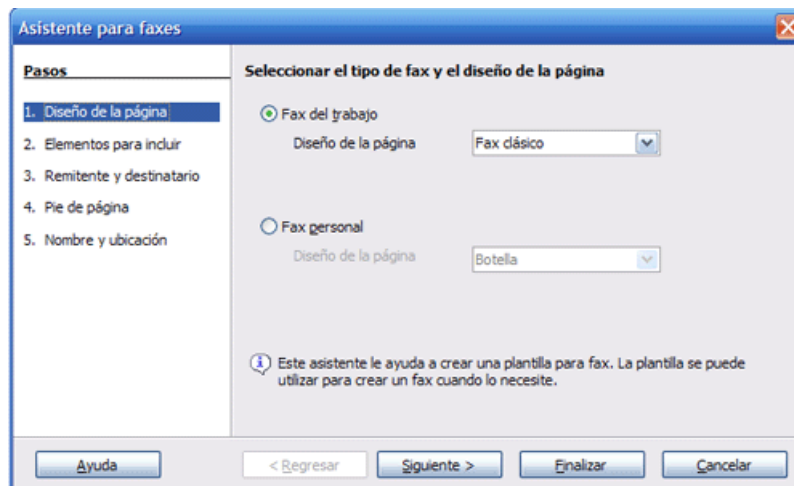 Asistente para faxes
Pasos
1. Diseño de la página
2. Elementos para incluir
3. Remitente y destinatario
4. Pie de página
5. Nombre y ubicación
Seleccionar el tipo de fax y el diseño de la página
Fax del trabajo
Diseño de la página Fax clásico
Fax personal
Diseño de la página Botella
Este asistente le ayuda a crear una plantilla para fax. La plantilla se puede
utilizar para crear un fax cuando lo necesite.
Ayuda < Regresar Siguiente > Finalizar Cancelar